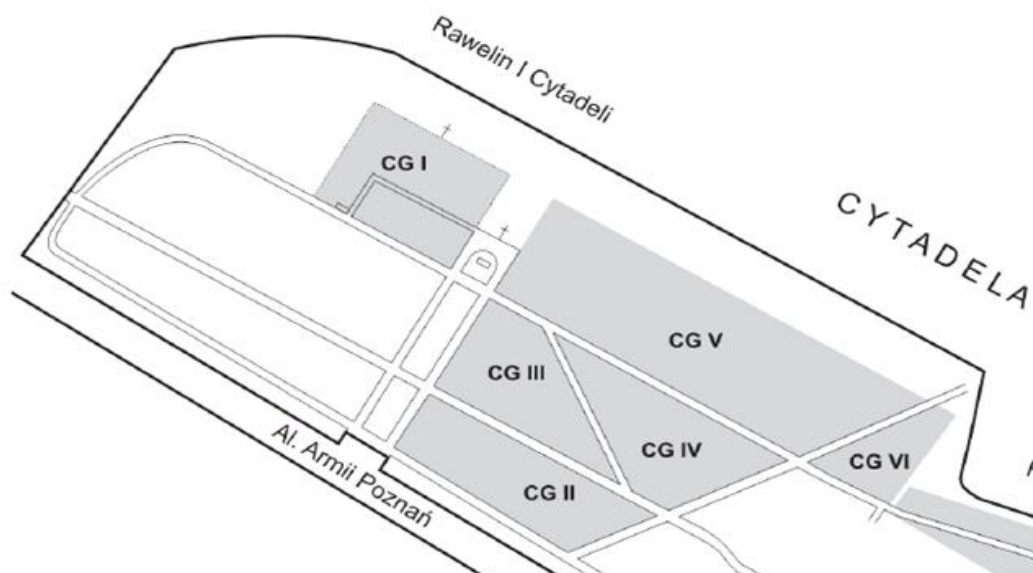 Rawelin I Cytadeli
CG I
CYTADELA
CG V
CG III
CG IV
CG VI
CG II
Al. Armii Poznań